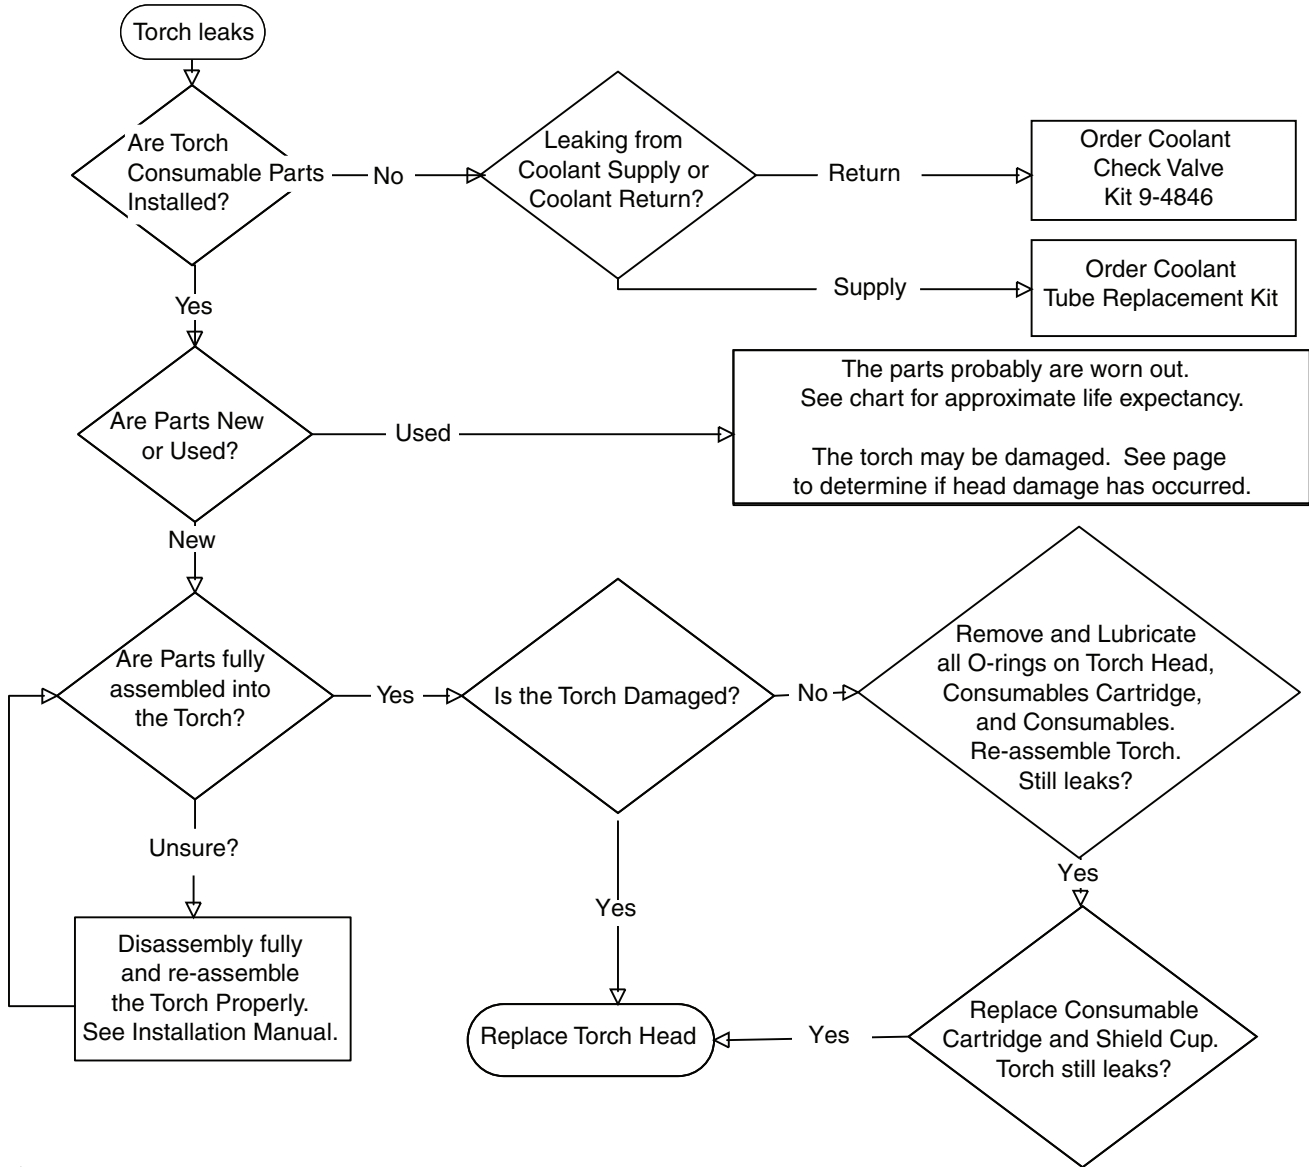 Torch leaks
Are Torch
Consumable Parts
Installed?
No
Leaking from
Coolant Supply or
Coolant Return?
Return
Order Coolant
Check Valve
Kit 9-4846
Supply
Order Coolant
Tube Replacement Kit
Yes
Are Parts New
or Used?
Used
The parts probably are worn out.
See chart for approximate life expectancy.
The torch may be damaged.  See page
to determine if head damage has occurred.
New
Are Parts fully
assembled into
the Torch?
Yes
Is the Torch Damaged?
No
Remove and Lubricate
all O-rings on Torch Head,
Consumables Cartridge,
and Consumables.
Re-assemble Torch.
Still leaks?
Unsure?
Disassembly fully
and re-assemble
the Torch Properly.
See Installation Manual.
Yes
Replace Torch Head
Yes
Replace Consumable
Cartridge and Shield Cup.
Torch still leaks?
Yes